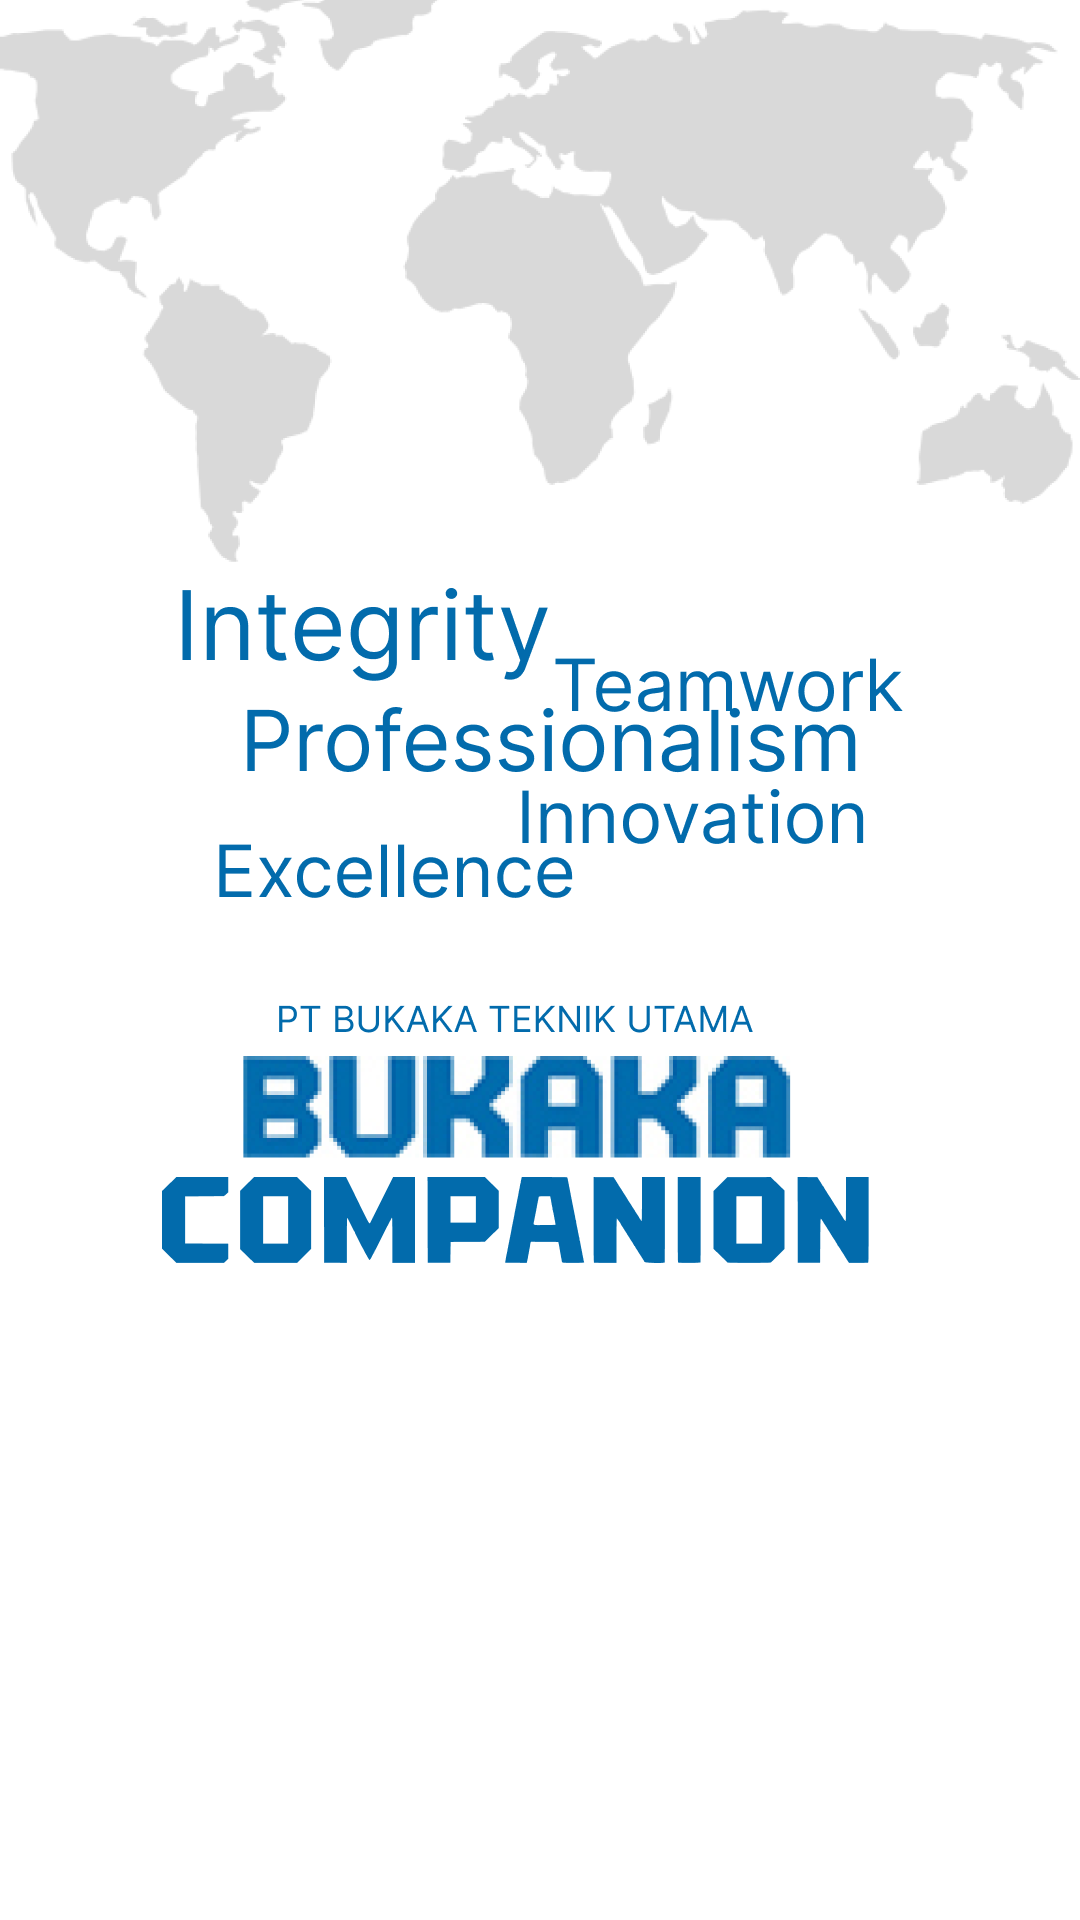 Integrity
Teamwork
Professionalism
Innovation
Excellence
PT BUKAKA TEKNIK UTAMA
BUKAKA
COMPANION